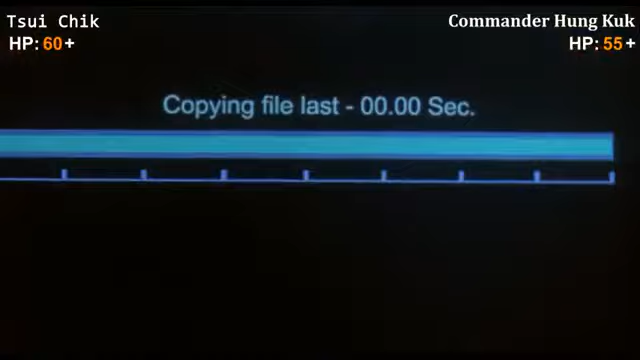 Tsui Chik
Commander Hung Kuk
HP: 60+
HP: 55+
Copying file last - 00.00 Sec.